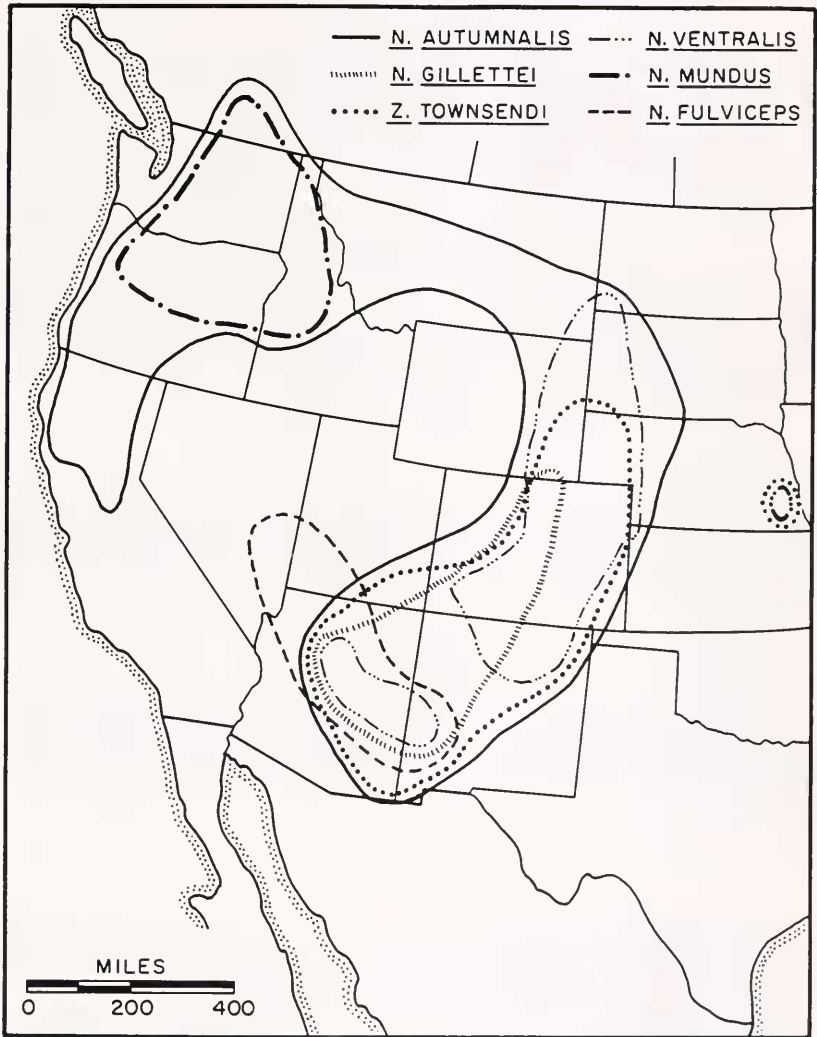 N. AUTUMNALIS
N. VENTRALIS
N. GILLETTEI
N. MUNDUS
Z. TOWNSENDI
N. FULVICEPS
MILES
0 200 400